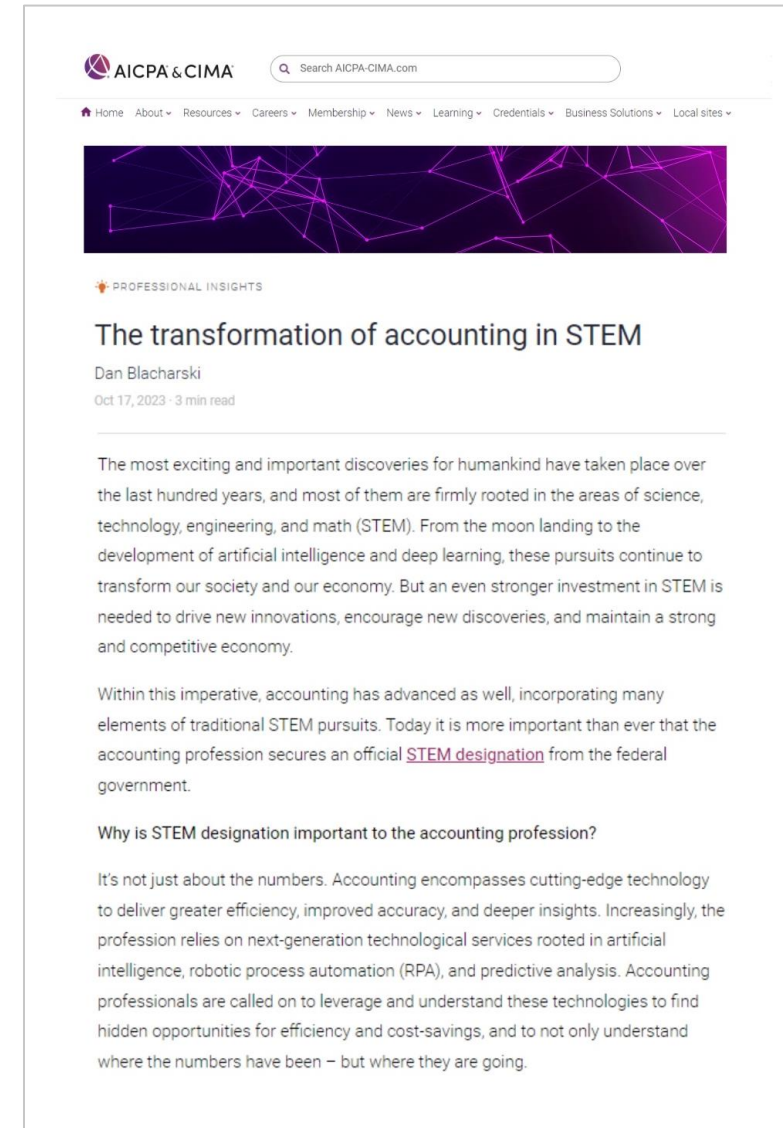 AICPA & CIMA
Search AICPA-CIMA.com
Home About Resources Careers Membership News Learning Credentials Business Solutions Local sites
PROFESSIONAL INSIGHTS
The transformation of accounting in STEM
Dan Blacharski
Oct 17, 2023 · 3 min read
The most exciting and important discoveries for humankind have taken place over
the last hundred years, and most of them are firmly rooted in the areas of science,
technology, engineering, and math (STEM). From the moon landing to the
development of artificial intelligence and deep learning, these pursuits continue to
transform our society and our economy. But an even stronger investment in STEM is
needed to drive new innovations, encourage new discoveries, and maintain a strong
and competitive economy.
Within this imperative, accounting has advanced as well, incorporating many
elements of traditional STEM pursuits. Today it is more important than ever that the
accounting profession secures an official STEM designation from the federal
government.
Why is STEM designation important to the accounting profession?
It's not just about the numbers. Accounting encompasses cutting-edge technology
to deliver greater efficiency, improved accuracy, and deeper insights. Increasingly, the
profession relies on next-generation technological services rooted in artificial
intelligence, robotic process automation (RPA), and predictive analysis. Accounting
professionals are called on to leverage and understand these technologies to find
hidden opportunities for efficiency and cost-savings, and to not only understand
where the numbers have been – but where they are going.